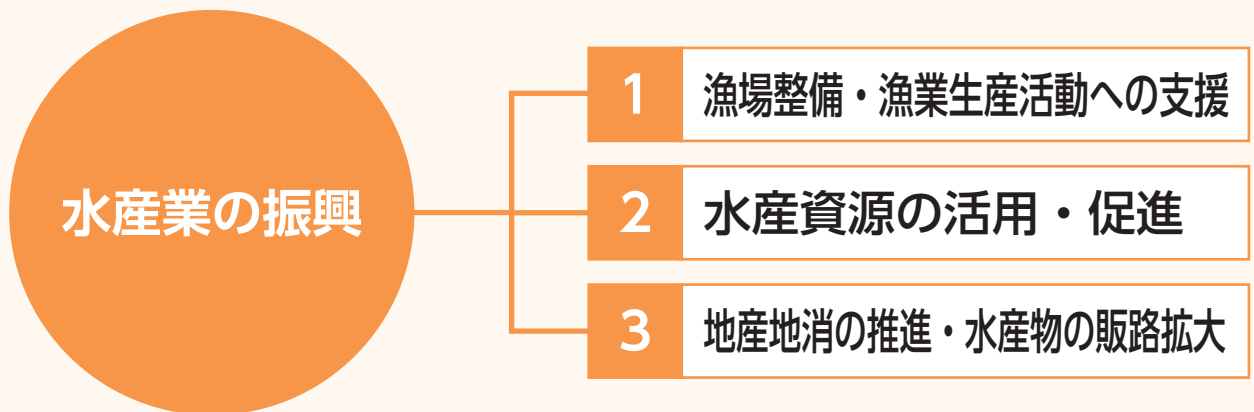 水産業の振興
1 漁場整備・漁業生産活動への支援
2 水産資源の活用・促進
3 地産地消の推進・水産物の販路拡大